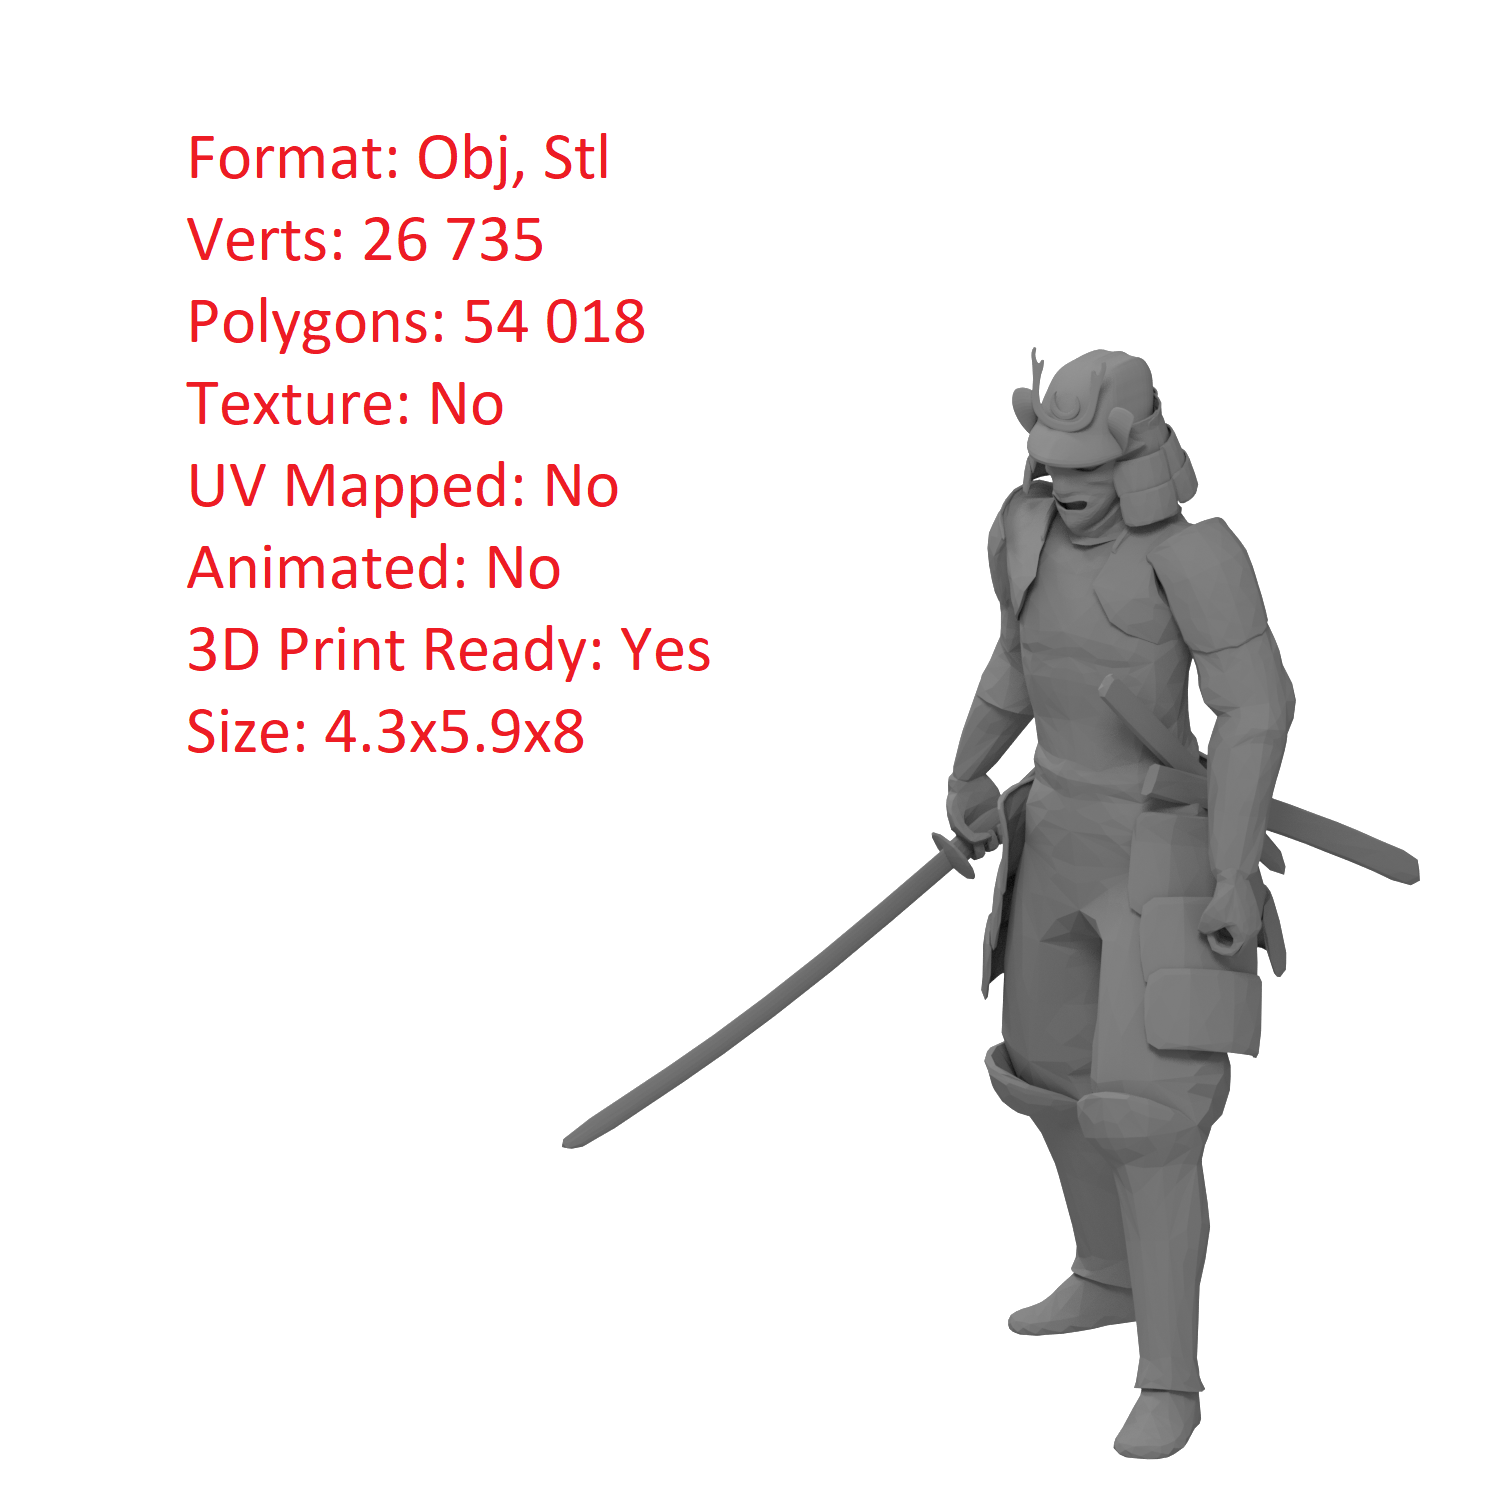 Format: Obj, Stl
Verts: 26 735
Polygons: 54 018
Texture: No
UV Mapped: No
Animated: No
3D Print Ready: Yes
Size: 4.3x5.9x8